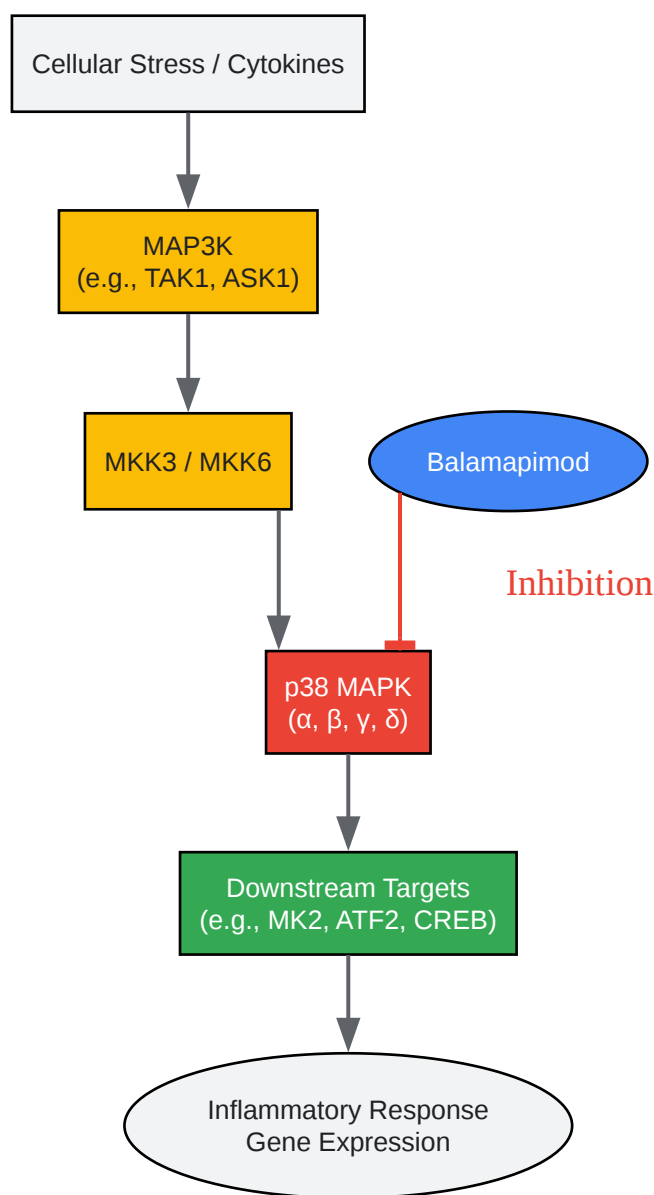 Cellular Stress / Cytokines
MAP3K
(e.g., TAK1, ASK1)
MKK3 / MKK6
Balamapimod
Inhibition
p38 MAPK
(α, β, γ, δ)
Downstream Targets
(e.g., MK2, ATF2, CREB)
Inflammatory Response
Gene Expression